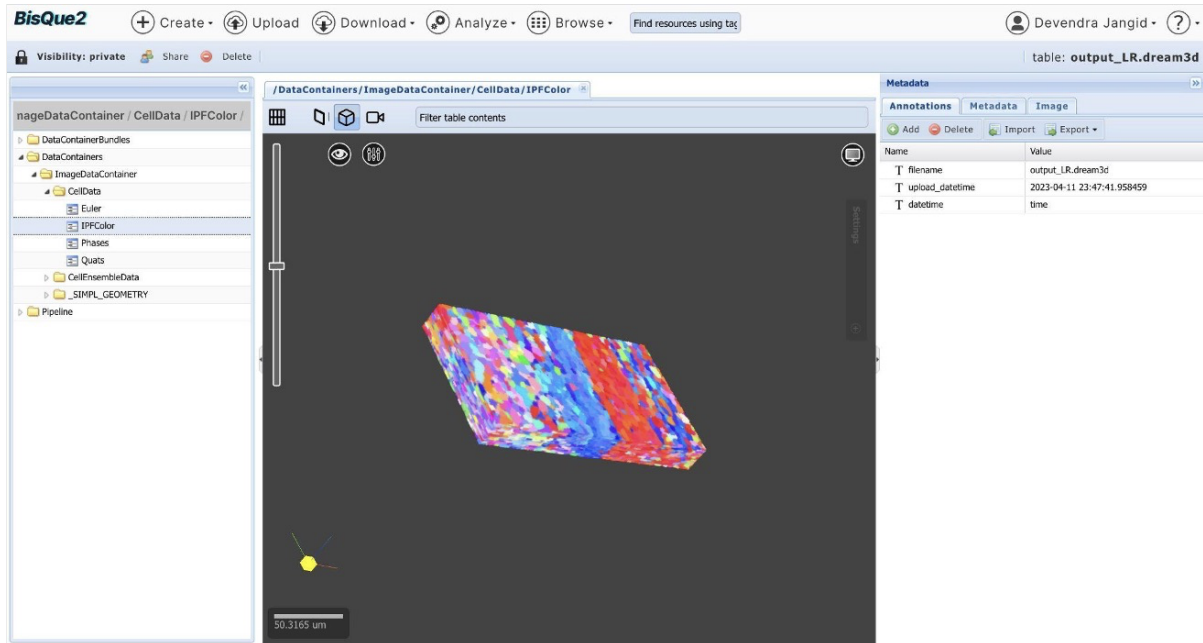 BisQue2 Create Upload Download Analyze Browse Find resources using tag Devendra Jangid ?
Visibility: private Share Delete table: output_LR.dream3d
/DataContainers/ImageDataContainer/CellData/IPFColor
Metadata
nageDataContainer / CellData / IPFColor /
DataContainerBundles
DataContainers
ImageDataContainer
CellData
Euler
IPFColor
Phases
Quats
CellEnsembleData
_SIMPL_GEOMETRY
Pipeline
Filter table contents
Settings
50.3165 um
Annotations Metadata Image
Add Delete Import Export
Name Value
T filename output_LR.dream3d
T upload_datetime 2023-04-11 23:47:41.958459
T datetime time